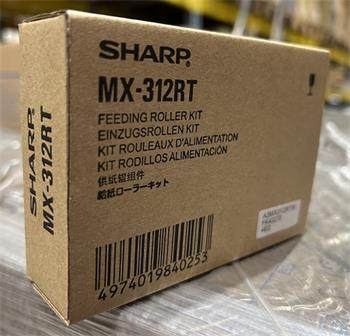 SHARP
MX-312RT
SHARP®
MX-312RT
FEEDING ROLLER KIT
EINZUGSROLLEN KIT
KIT ROULEAUX D'ALIMENTATION
KIT RODILLOS ALIMENTACIÓN
供纸辊组件
給紙ローラーキット
4974019840253